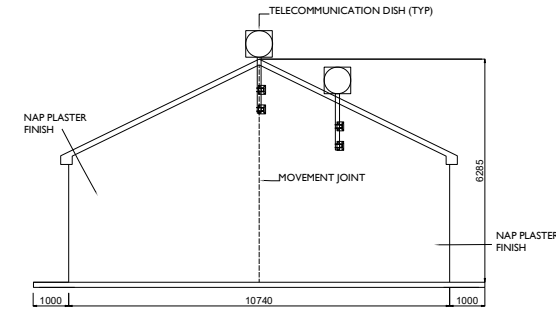 TELECOMMUNICATION DISH (TYP)
NAP PLASTER
FINISH
MOVEMENT JOINT
6285
NAP PLASTER
FINISH
1000
10740
1000